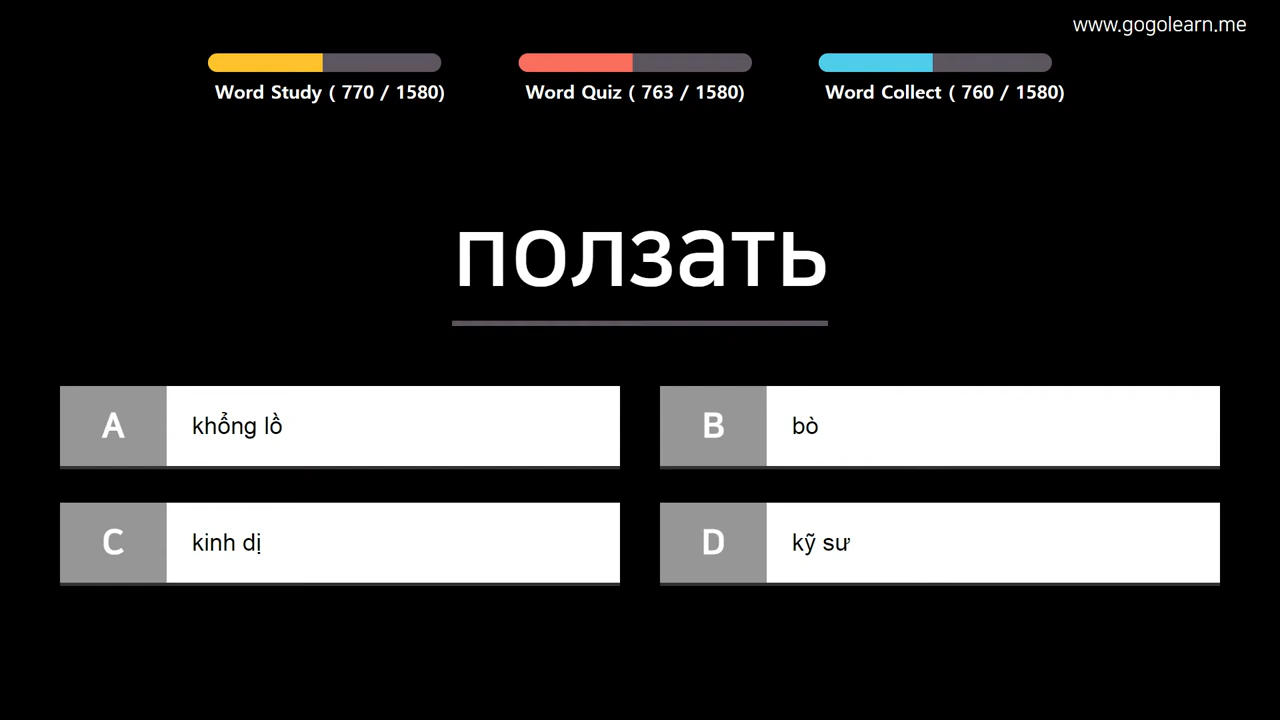 www.gogolearn.me
Word Study ( 770 / 1580)
Word Quiz ( 763 / 1580)
Word Collect ( 760 / 1580)
ползать
A khổng lồ
B bò
C kinh dị
D kỹ sư